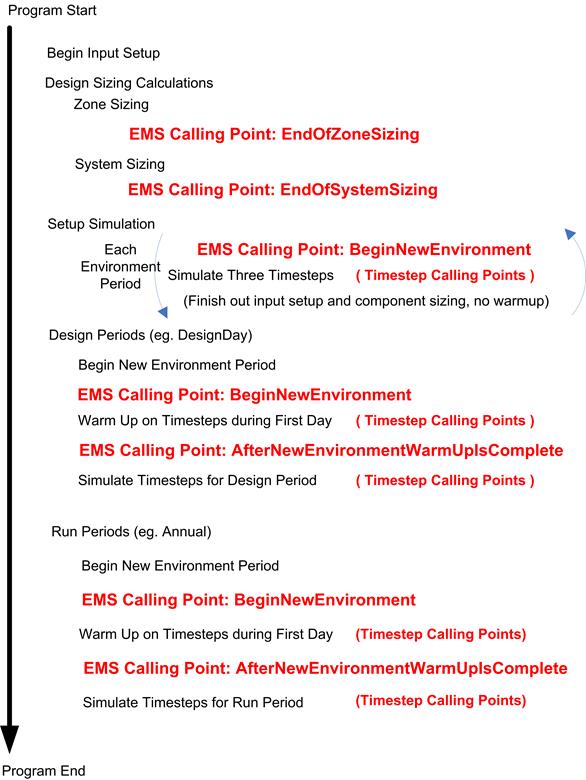 Program Start
Begin Input Setup
Design Sizing Calculations
Zone Sizing
EMS Calling Point: EndOfZoneSizing
System Sizing
EMS Calling Point: EndOfSystemSizing
Setup Simulation
Each
Environment
Period
EMS Calling Point: BeginNewEnvironment
Simulate Three Timesteps ( Timestep Calling Points )
(Finish out input setup and component sizing, no warmup)
Design Periods (eg. DesignDay)
Begin New Environment Period
EMS Calling Point: BeginNewEnvironment
Warm Up on Timesteps during First Day ( Timestep Calling Points )
EMS Calling Point: AfterNewEnvironmentWarmUpIsComplete
Simulate Timesteps for Design Period ( Timestep Calling Points )
Run Periods (eg. Annual)
Begin New Environment Period
EMS Calling Point: BeginNewEnvironment
Warm Up on Timesteps during First Day (Timestep Calling Points)
EMS Calling Point: AfterNewEnvironmentWarmUpIsComplete
Simulate Timesteps for Run Period (Timestep Calling Points)
Program End